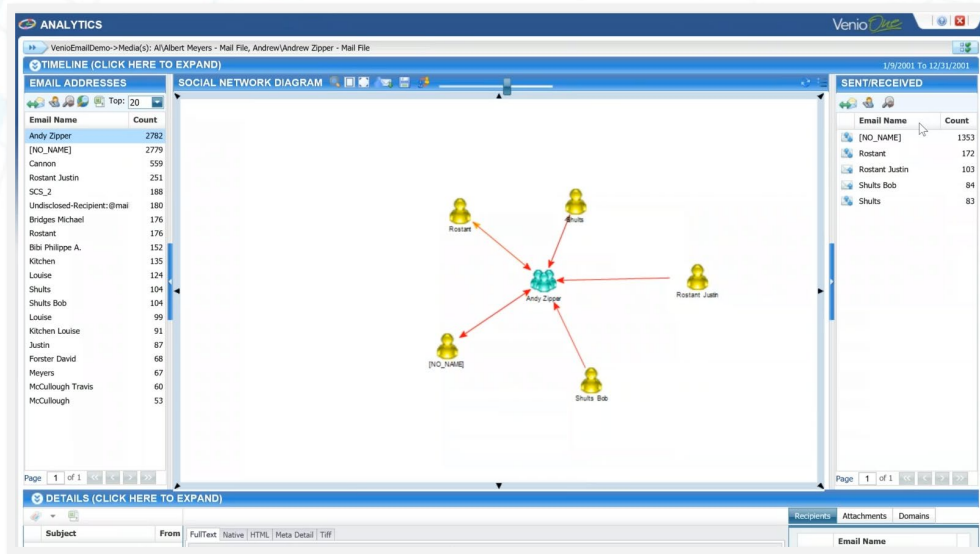 ANALYTICS
VenioOne
VenioEmailDemo->Media(s): Al\Albert Meyers - Mail File, Andrew\Andrew Zipper - Mail File
TIMELINE (CLICK HERE TO EXPAND)
1/9/2001 To 12/31/2001
EMAIL ADDRESSES
Top: 20
Email Name Count
Andy Zipper 2782
[NO_NAME] 2779
Cannon 559
Rostant Justin 251
SCS_2 188
Undisclosed-Recipient:@mai 180
Bridges Michael 176
Rostant 176
Bibi Philippe A. 152
Kitchen 135
Louise 124
Shults 104
Shults Bob 104
Louise 99
Kitchen Louise 91
Justin 87
Forster David 68
Meyers 67
McCullough Travis 60
McCullough 53
Page 1 of 1
SOCIAL NETWORK DIAGRAM
Rostant
Shults
Andy Zipper
Rostant Justin
[NO_NAME]
Shults Bob
SENT/RECEIVED
Email Name Count
[NO_NAME] 1353
Rostant 172
Rostant Justin 103
Shults Bob 84
Shults 83
Page 1 of 1
DETAILS (CLICK HERE TO EXPAND)
Subject From
FullText Native HTML Meta Detail Tiff
Recipients Attachments Domains
Email Name